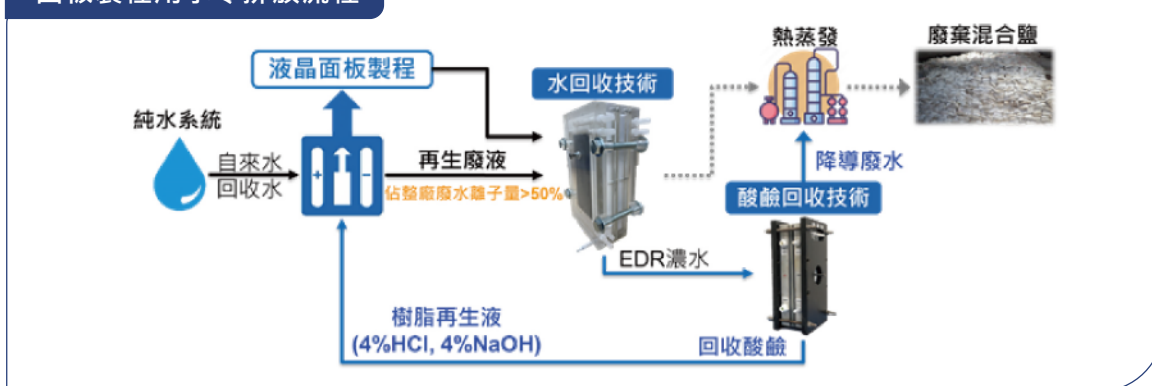 液晶面板製程
水回收技術
熱蒸發
廢棄混合鹽
純水系統
自來水
回收水
+
-
再生廢液
佔整廠廢水離子量>50%
降導廢水
酸鹼回收技術
EDR濃水
樹脂再生液
(4%HCl, 4%NaOH)
回收酸鹼